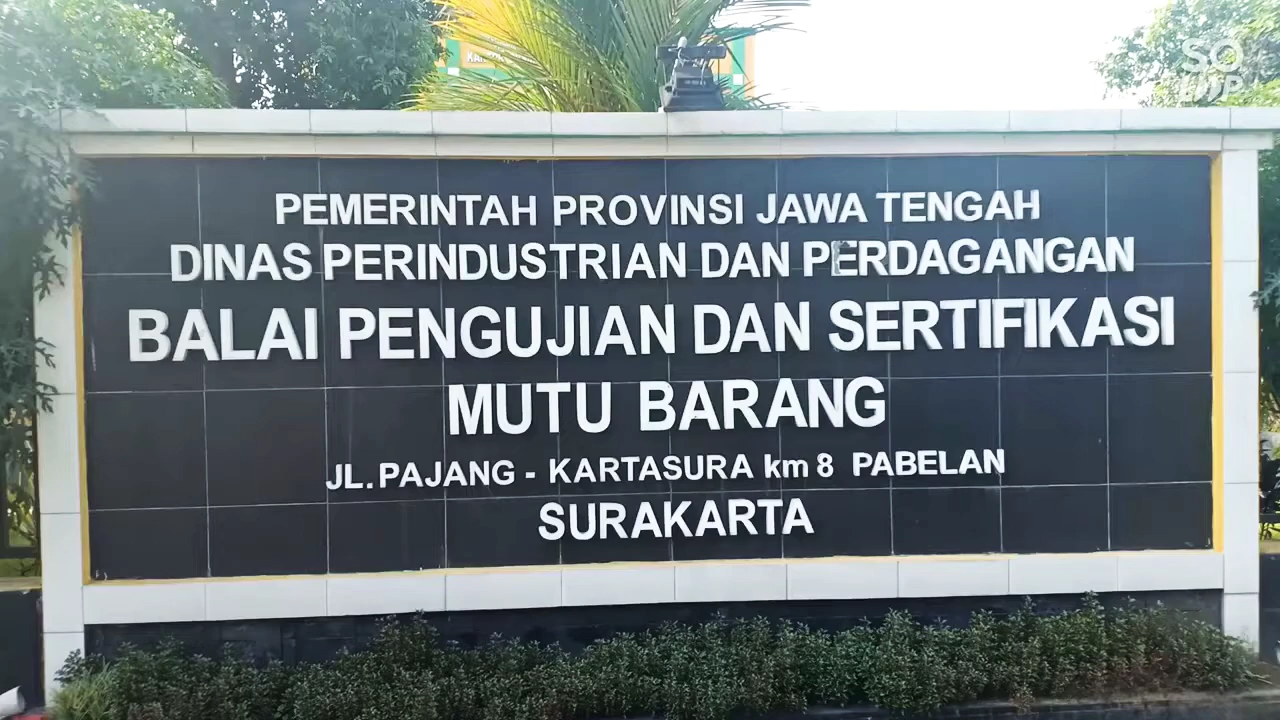 PEMERINTAH PROVINSI JAWA TENGAH
DINAS PERINDUSTRIAN DAN PERDAGANGAN
BALAI PENGUJIAN DAN SERTIFIKASI
MUTU BARANG
JL. PAJANG - KARTASURA km 8 PABELAN
SURAKARTA